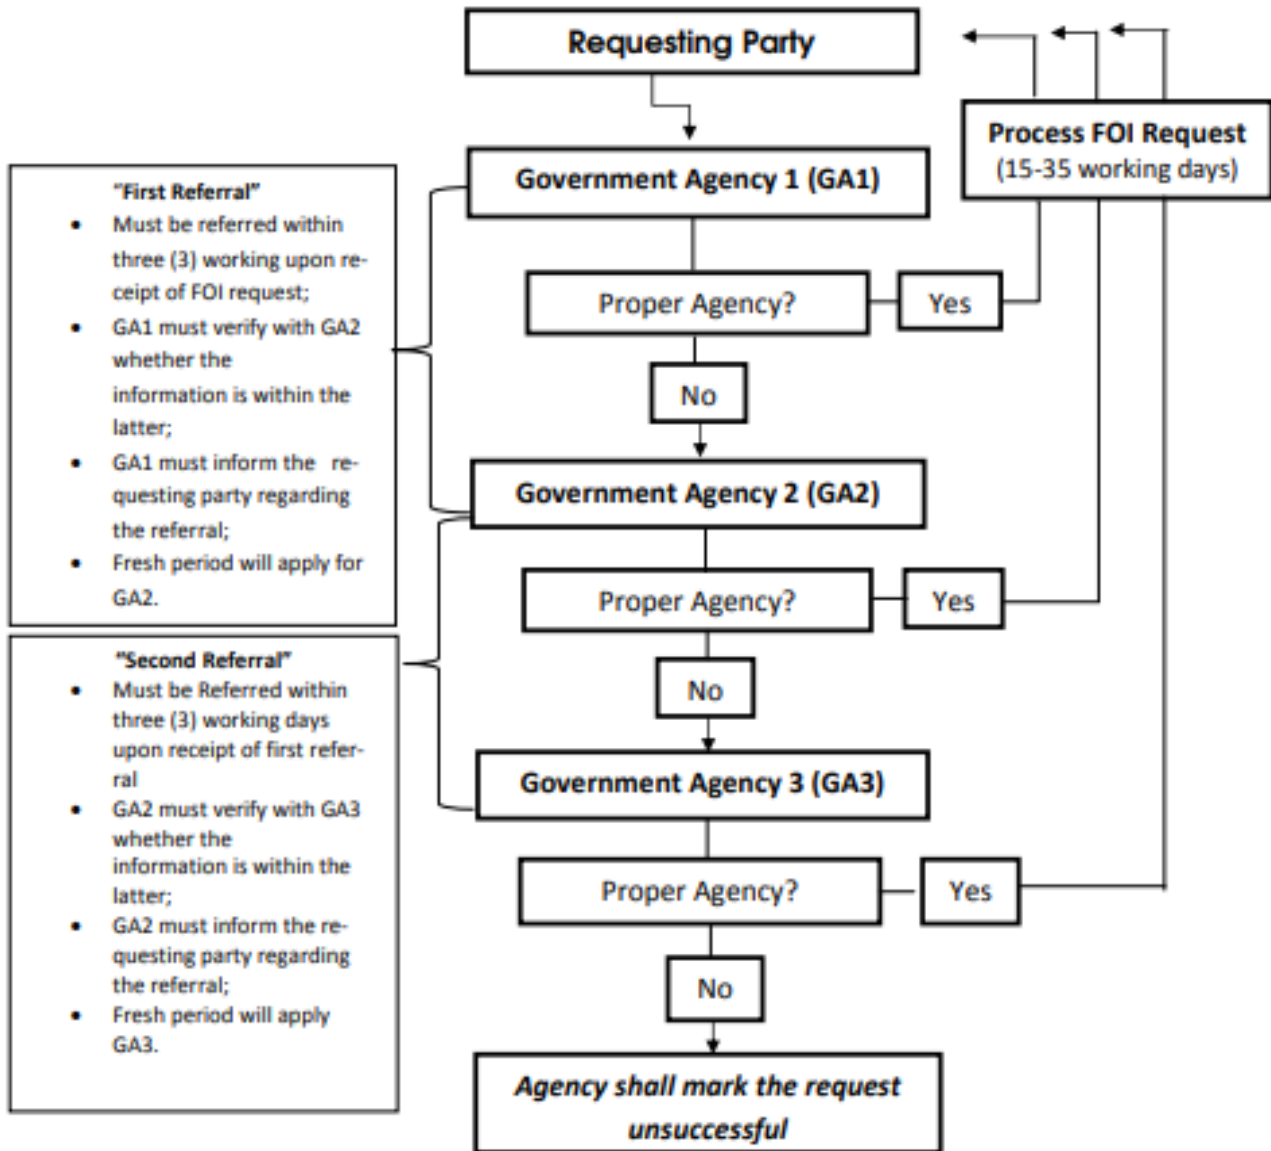 Requesting Party
Process FOI Request
(15-35 working days)
Government Agency 1 (GA1)
Proper Agency?
Yes
No
"First Referral"
• Must be referred within
three (3) working upon re-
ceipt of FOI request;
• GA1 must verify with GA2
whether the
information is within the
latter;
• GA1 must inform the re-
questing party regarding
the referral;
• Fresh period will apply for
GA2.
Government Agency 2 (GA2)
Proper Agency?
Yes
No
"Second Referral"
• Must be Referred within
three (3) working days
upon receipt of first refer-
ral
• GA2 must verify with GA3
whether the
information is within the
latter;
• GA2 must inform the re-
questing party regarding
the referral;
• Fresh period will apply
GA3.
Government Agency 3 (GA3)
Proper Agency?
Yes
No
Agency shall mark the request
unsuccessful